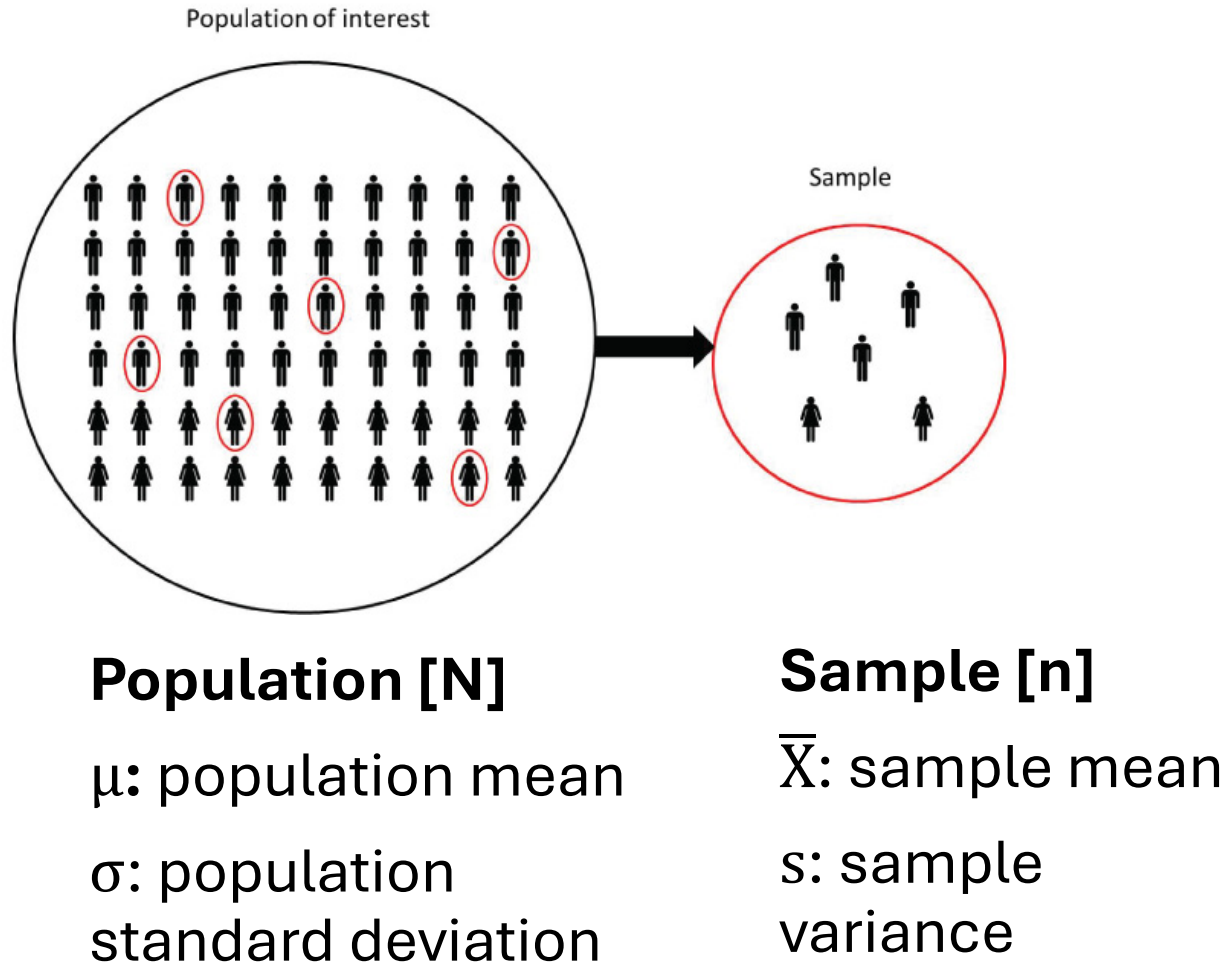 Population of interest
Sample
Population [N]
μ: population mean
σ: population
standard deviation
Sample [n]
X̅: sample mean
s: sample
variance